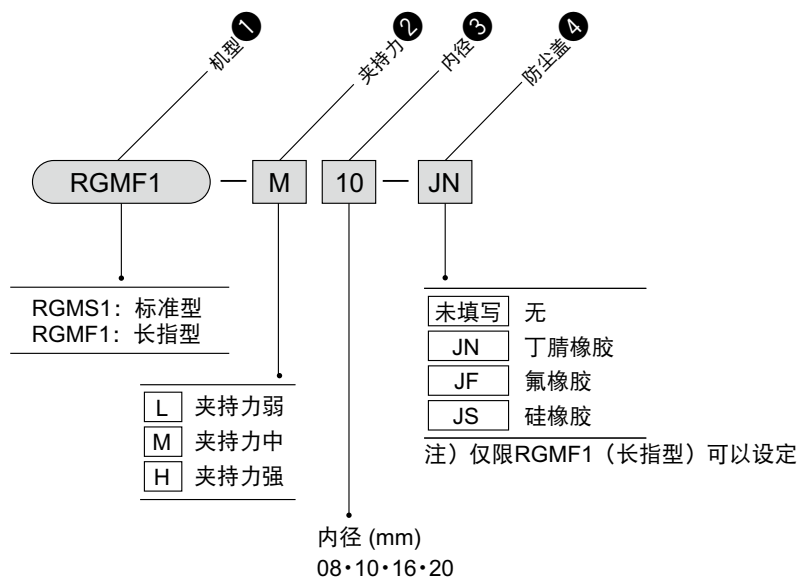 机型❶
夹持力❷
内径❸
防尘盖❹
RGMF1 — M 10 — JN
RGMS1：标准型
RGMF1：长指型
L 夹持力弱
M 夹持力中
H 夹持力强
内径 (mm)
08・10・16・20
未填写 无
JN 丁腈橡胶
JF 氟橡胶
JS 硅橡胶
注）仅限RGMF1（长指型）可以设定